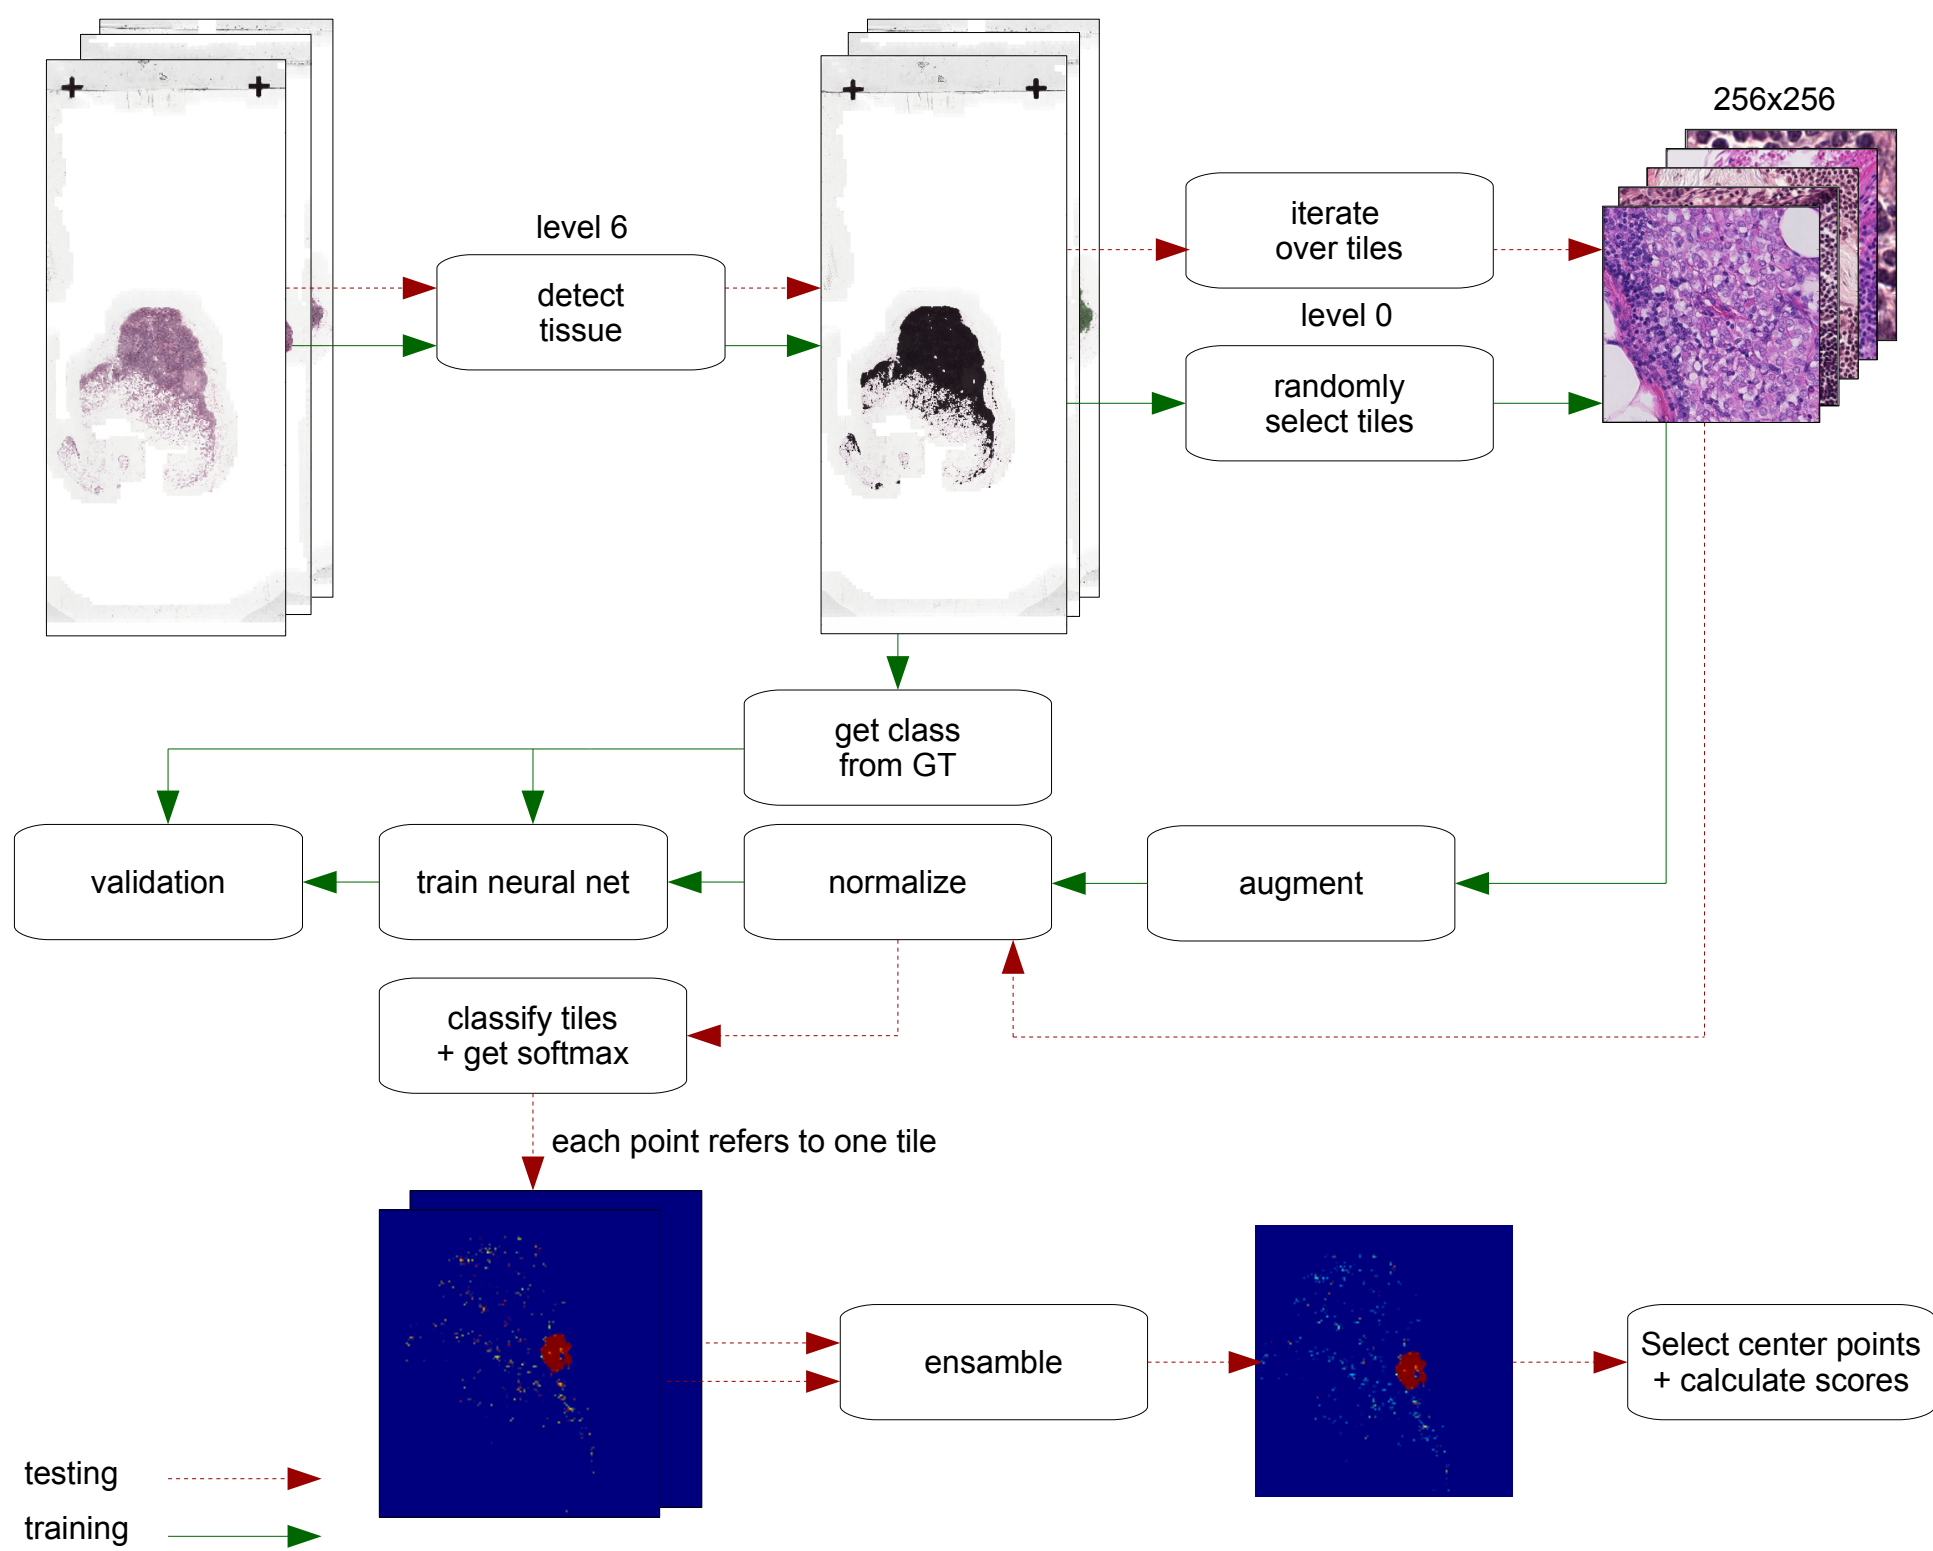 256x256
level 6
detect
tissue
iterate
over tiles
level 0
randomly
select tiles
get class
from GT
validation
train neural net
normalize
augment
classify tiles
+ get softmax
each point refers to one tile
ensamble
Select center points
+ calculate scores
testing
training